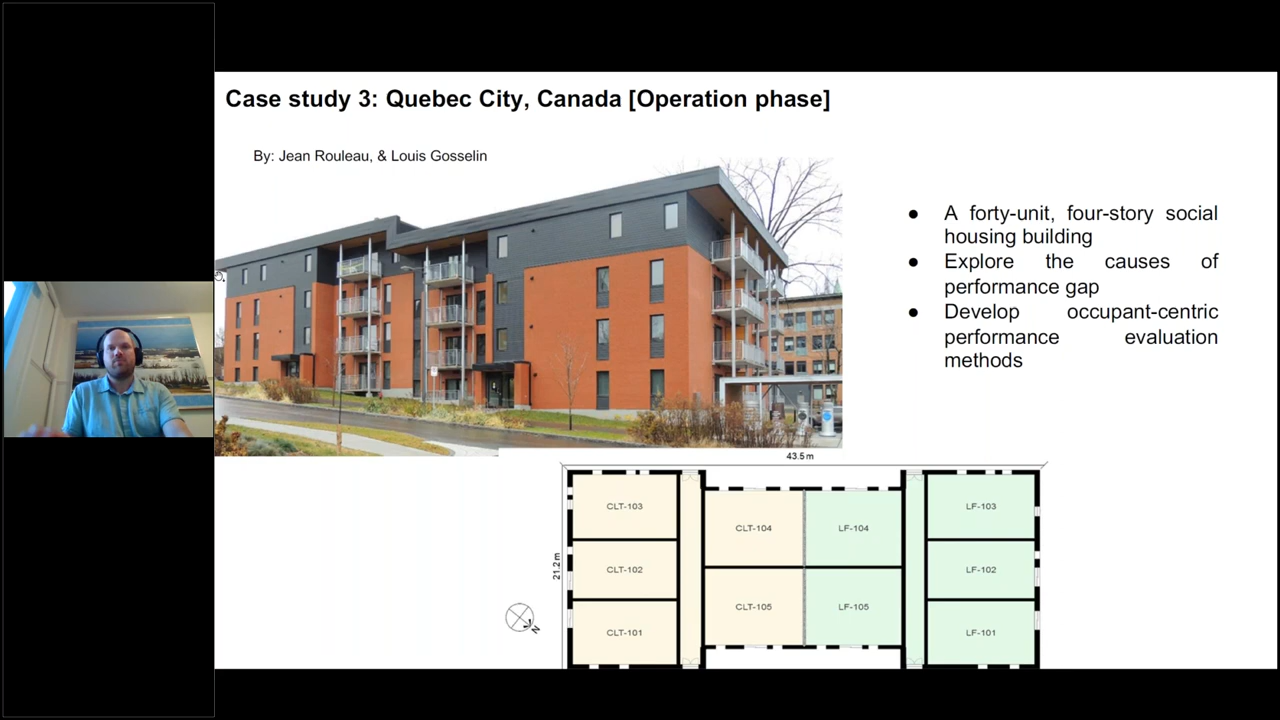 Case study 3: Quebec City, Canada [Operation phase]
By: Jean Rouleau, & Louis Gosselin
● A forty-unit, four-story social
housing building
● Explore the causes of
performance gap
● Develop occupant-centric
performance evaluation
methods
43.5 m
21.2 m
CLT-103
CLT-104
LF-104
LF-103
CLT-102
LF-102
CLT-105
LF-105
CLT-101
LF-101
N